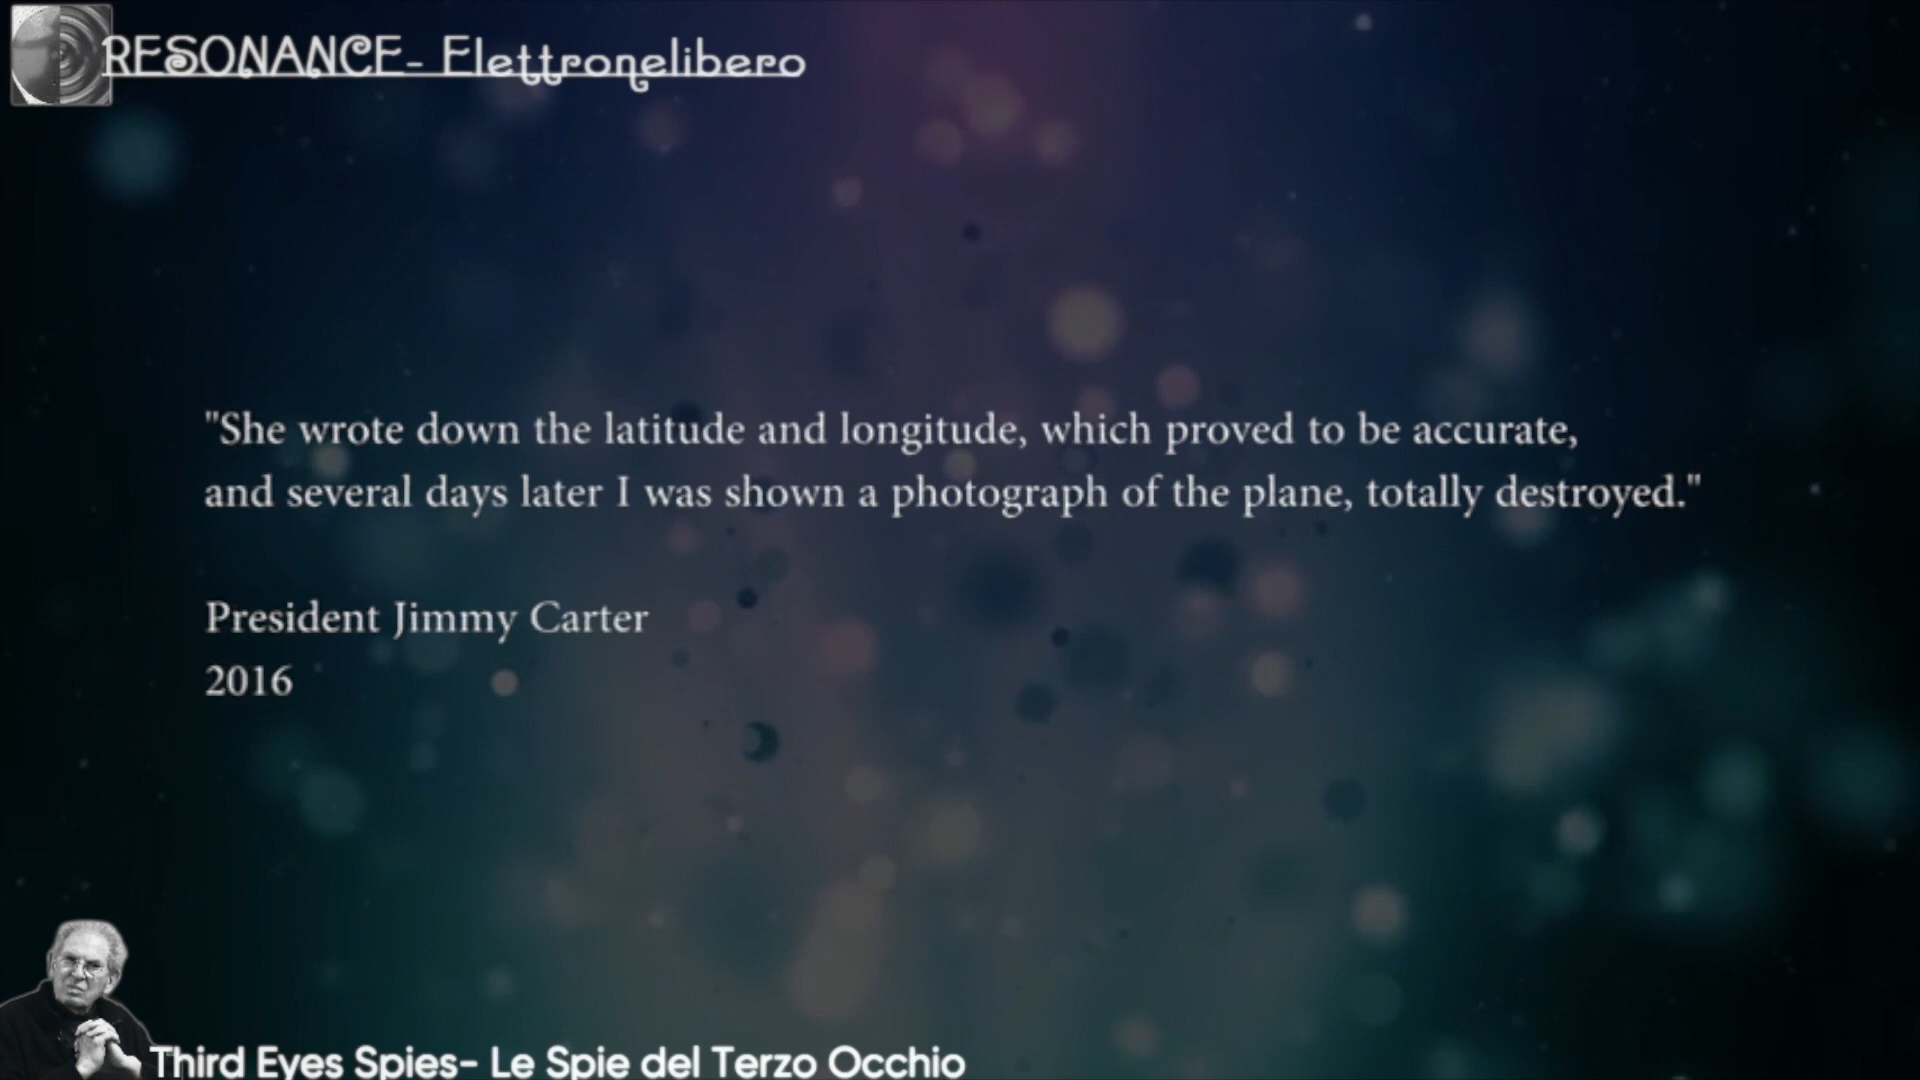 RESONANCE- Elettronelibero
"She wrote down the latitude and longitude, which proved to be accurate,
and several days later I was shown a photograph of the plane, totally destroyed."
President Jimmy Carter
2016
Third Eyes Spies- Le Spie del Terzo Occhio